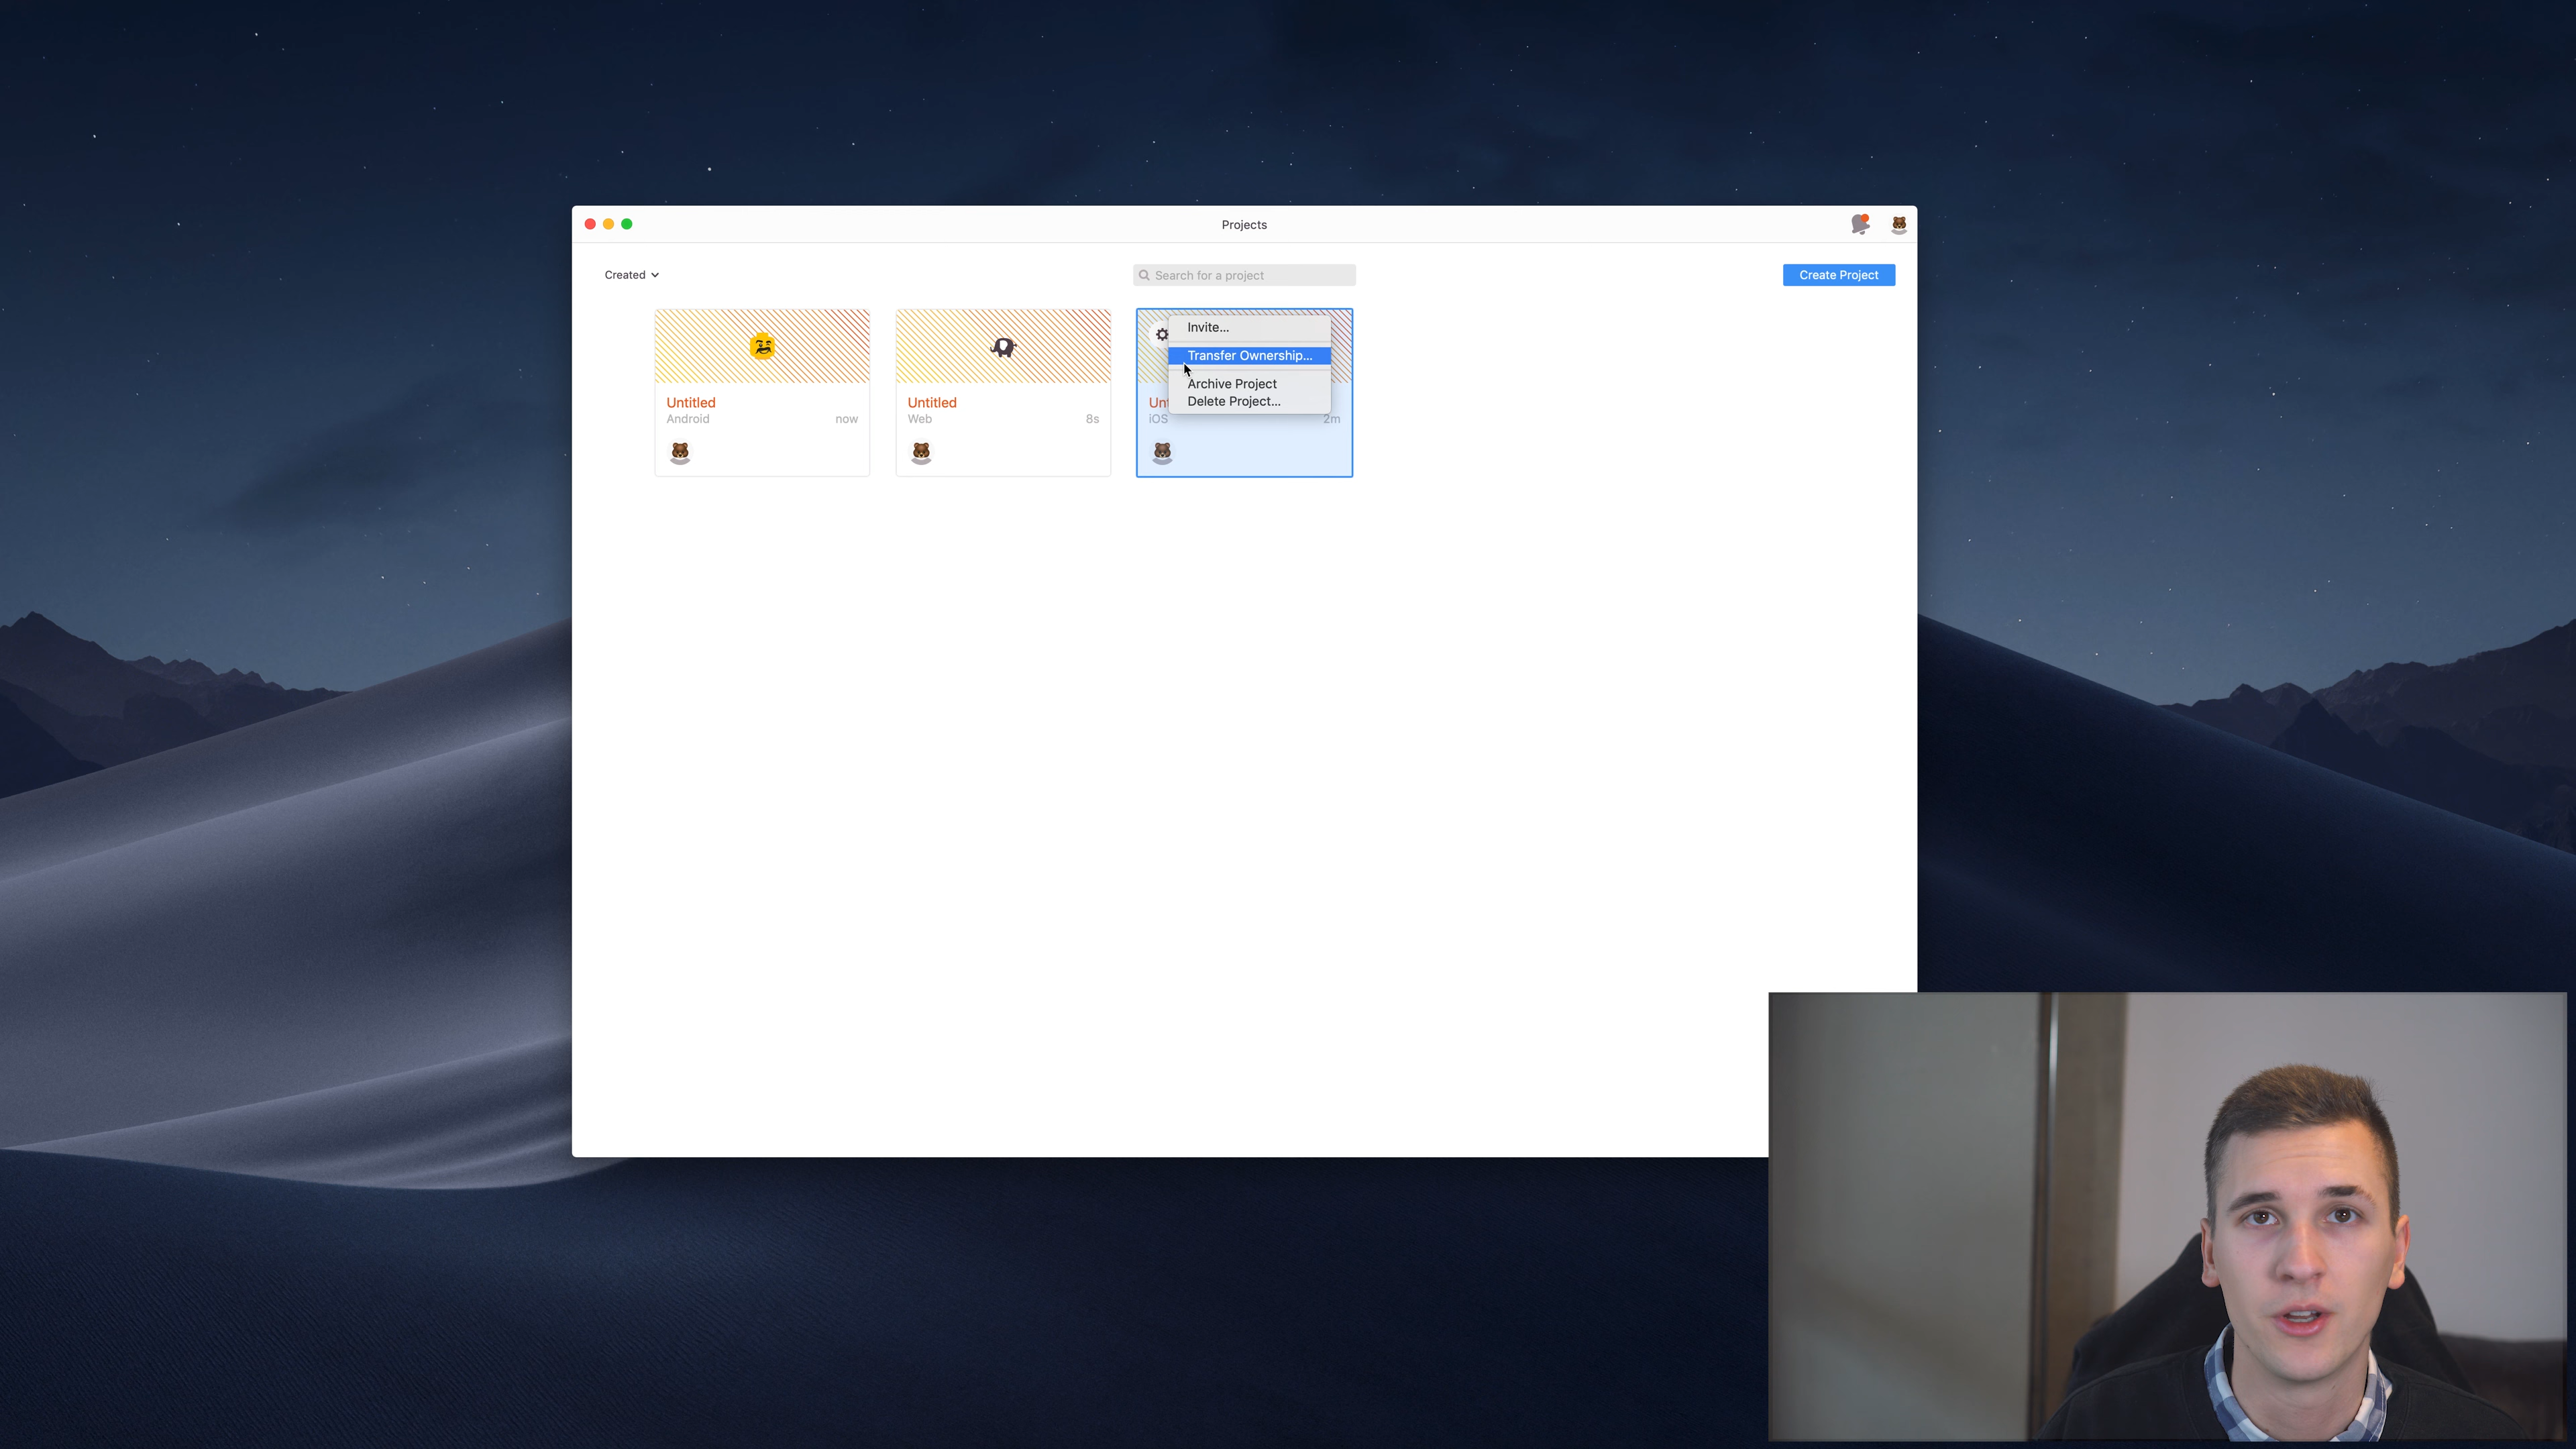 Projects
Created
Search for a project
Create Project
Invite...
Transfer Ownership...
Archive Project
Delete Project...
Untitled
Android now
Untitled
Web 8s
iOS 2m